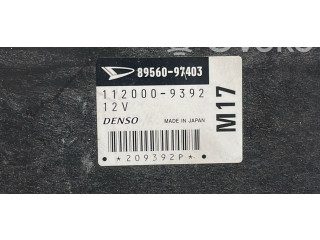 89560-97403
112000-9392
12V
DENSO MADE IN JAPAN
*209392P*
M17